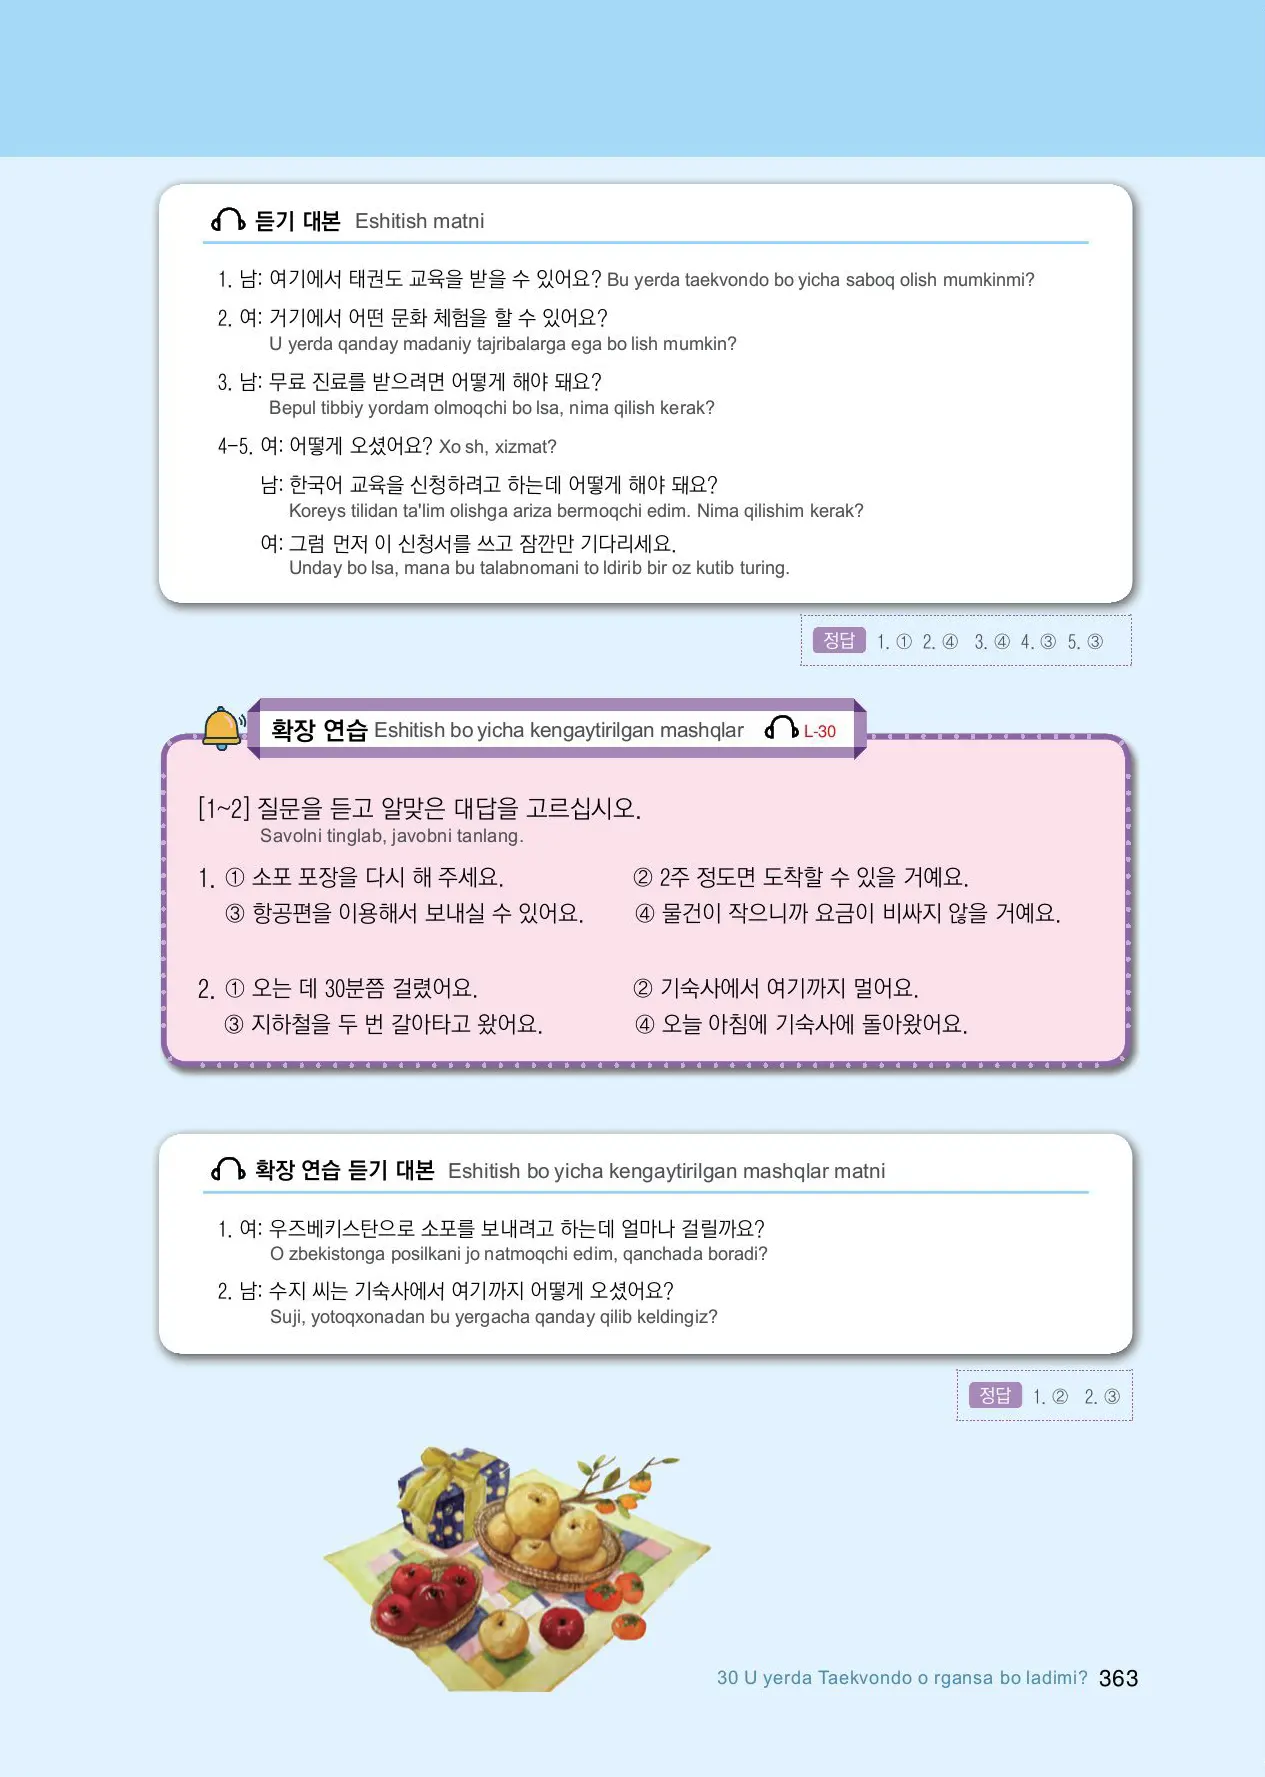 듣기 대본 Eshitish matni
1. 남: 여기에서 태권도 교육을 받을 수 있어요? Bu yerda taekvondo bo yicha saboq olish mumkinmi?
2. 여: 거기에서 어떤 문화 체험을 할 수 있어요?
U yerda qanday madaniy tajribalarga ega bo lish mumkin?
3. 남: 무료 진료를 받으려면 어떻게 해야 돼요?
Bepul tibbiy yordam olmoqchi bo lsa, nima qilish kerak?
4-5. 여: 어떻게 오셨어요? Xo sh, xizmat?
남: 한국어 교육을 신청하려고 하는데 어떻게 해야 돼요?
Koreys tilidan ta'lim olishga ariza bermoqchi edim. Nima qilishim kerak?
여: 그럼 먼저 이 신청서를 쓰고 잠깐만 기다리세요.
Unday bo lsa, mana bu talabnomani to ldirib bir oz kutib turing.
정답 1. ① 2. ④ 3. ④ 4. ③ 5. ③
확장 연습 Eshitish bo yicha kengaytirilgan mashqlar L-30
[1~2] 질문을 듣고 알맞은 대답을 고르십시오.
Savolni tinglab, javobni tanlang.
1. ① 소포 포장을 다시 해 주세요. ② 2주 정도면 도착할 수 있을 거예요.
③ 항공편을 이용해서 보내실 수 있어요. ④ 물건이 작으니까 요금이 비싸지 않을 거예요.
2. ① 오는 데 30분쯤 걸렸어요. ② 기숙사에서 여기까지 멀어요.
③ 지하철을 두 번 갈아타고 왔어요. ④ 오늘 아침에 기숙사에 돌아왔어요.
확장 연습 듣기 대본 Eshitish bo yicha kengaytirilgan mashqlar matni
1. 여: 우즈베키스탄으로 소포를 보내려고 하는데 얼마나 걸릴까요?
O zbekistonga posilkani jo natmoqchi edim, qanchada boradi?
2. 남: 수지 씨는 기숙사에서 여기까지 어떻게 오셨어요?
Suji, yotoqxonadan bu yergacha qanday qilib keldingiz?
정답 1. ② 2. ③
30 U yerda Taekvondo o rgansa bo ladimi? 363